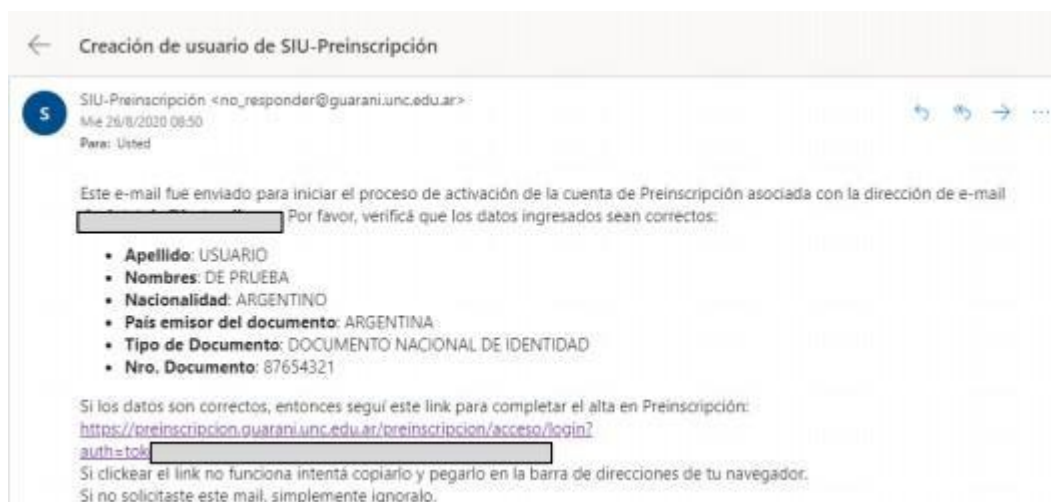 Creación de usuario de SIU-Preinscripción
S
SIU-Preinscripción <no_responder@guarani.unc.edu.ar>
Mié 26/8/2020 08:50
Para: Usted
Este e-mail fue enviado para iniciar el proceso de activación de la cuenta de Preinscripción asociada con la dirección de e-mail
Por favor, verificá que los datos ingresados sean correctos:
• Apellido: USUARIO
• Nombres: DE PRUEBA
• Nacionalidad: ARGENTINO
• País emisor del documento: ARGENTINA
• Tipo de Documento: DOCUMENTO NACIONAL DE IDENTIDAD
• Nro. Documento: 87654321
Si los datos son correctos, entonces seguí este link para completar el alta en Preinscripción:
https://preinscripcion.guarani.unc.edu.ar/preinscripcion/acceso/login?
auth=tok
Si clickear el link no funciona intentá copiarlo y pegarlo en la barra de direcciones de tu navegador.
Si no solicitaste este mail, simplemente ignoralo.